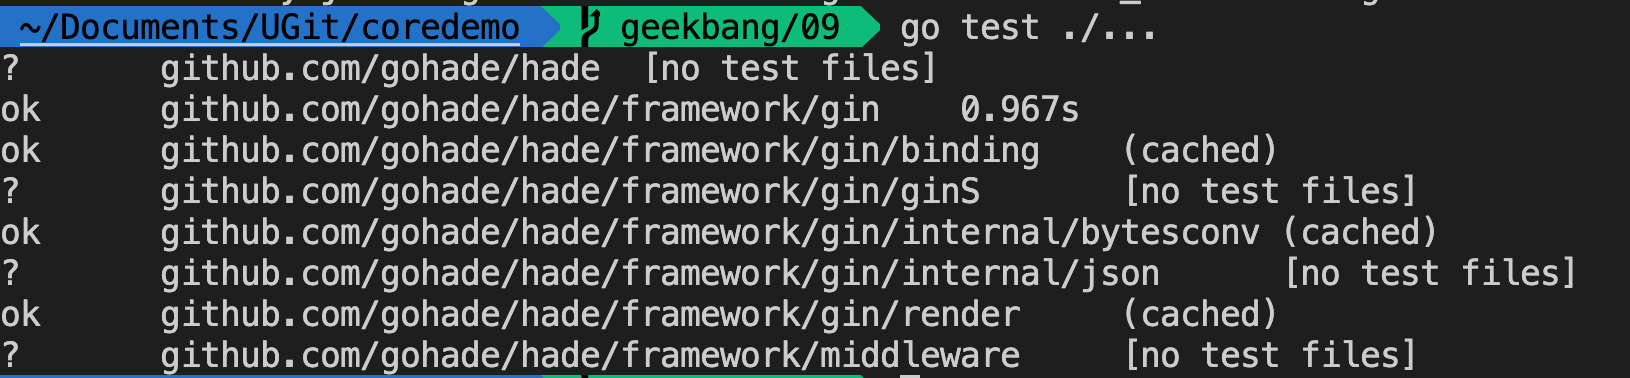 ~/Documents/UGit/coredemo geekbang/09 go test ./...
? github.com/gohade/hade [no test files]
ok github.com/gohade/hade/framework/gin 0.967s
ok github.com/gohade/hade/framework/gin/binding (cached)
? github.com/gohade/hade/framework/gin/ginS [no test files]
ok github.com/gohade/hade/framework/gin/internal/bytesconv (cached)
? github.com/gohade/hade/framework/gin/internal/json [no test files]
ok github.com/gohade/hade/framework/gin/render (cached)
? github.com/gohade/hade/framework/middleware [no test files]